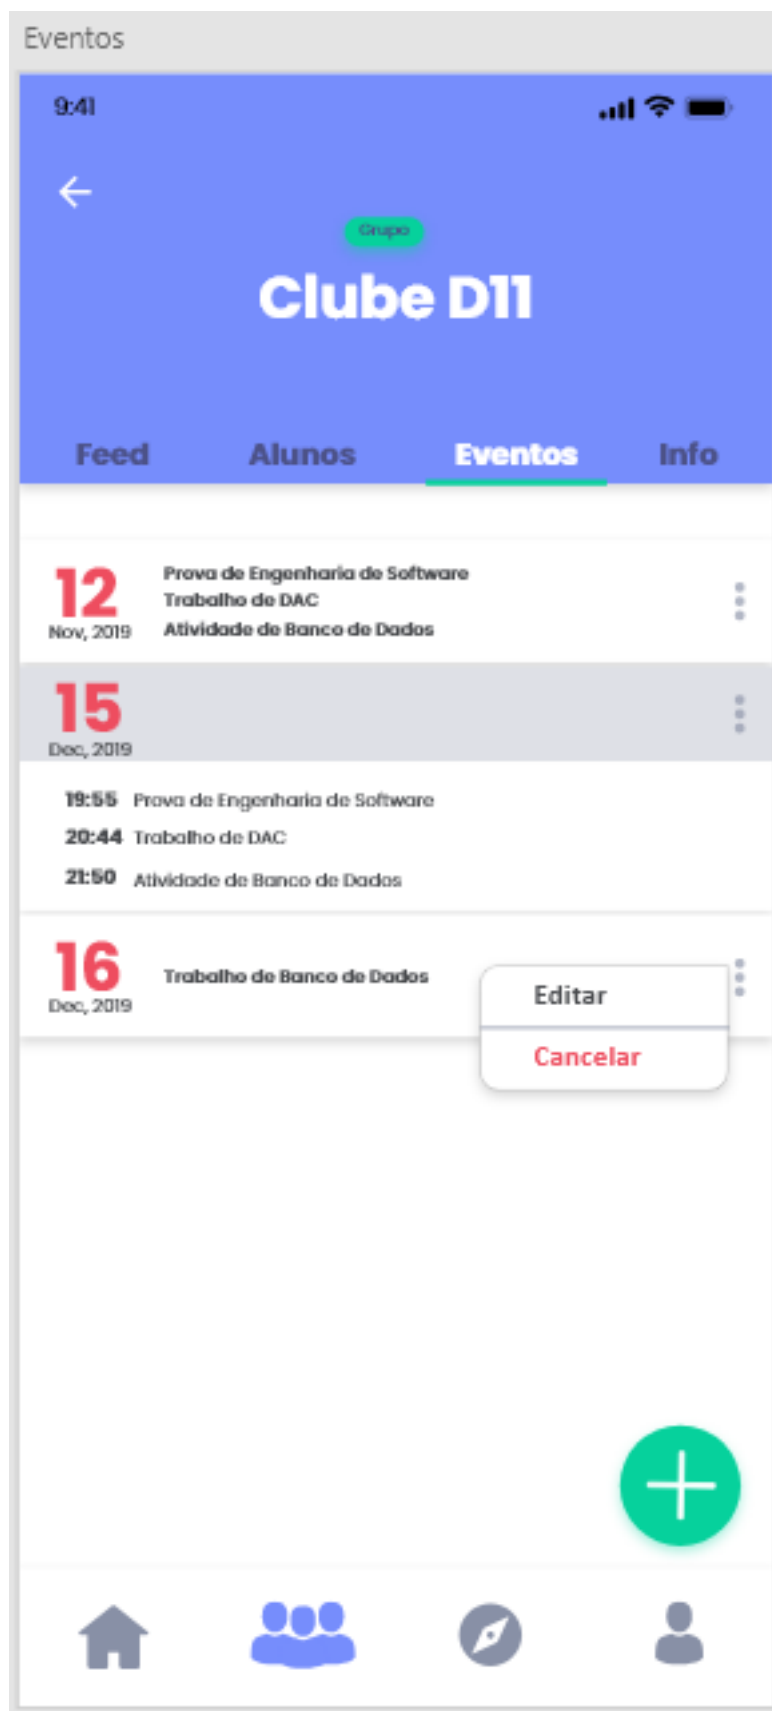 Eventos
9:41
Grupo
Clube D11
Feed Alunos Eventos Info
12
Nov, 2019
Prova de Engenharia de Software
Trabalho de DAC
Atividade de Banco de Dados
15
Dec, 2019
19:55 Prova de Engenharia de Software
20:44 Trabalho de DAC
21:50 Atividade de Banco de Dados
16
Dec, 2019
Trabalho de Banco de Dados
Editar
Cancelar